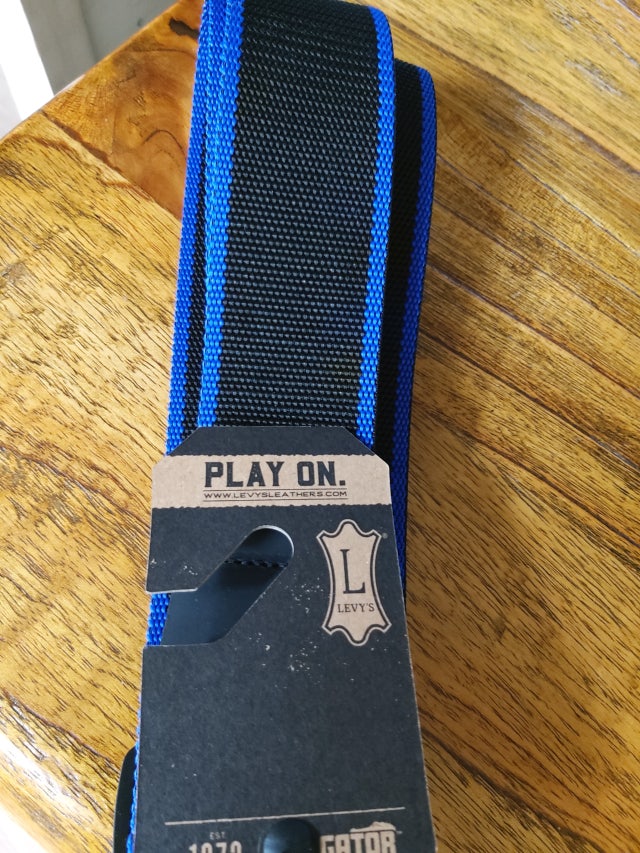 PLAY ON.
WWW.LEVYSLEATHERS.COM
L
LEVY'S
EST.
GATOR